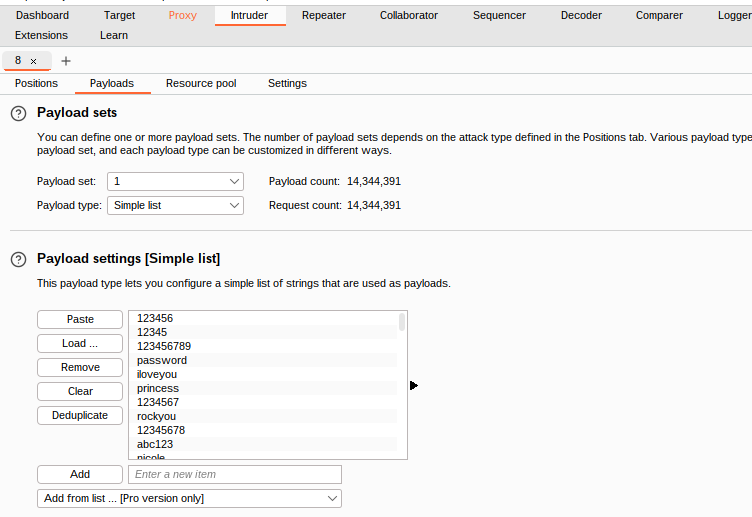 Dashboard Target Proxy Intruder Repeater Collaborator Sequencer Decoder Comparer Logger
Extensions Learn
8 × +
Positions Payloads Resource pool Settings
? Payload sets
You can define one or more payload sets. The number of payload sets depends on the attack type defined in the Positions tab. Various payload type
payload set, and each payload type can be customized in different ways.
Payload set: 1 Payload count: 14,344,391
Payload type: Simple list Request count: 14,344,391
? Payload settings [Simple list]
This payload type lets you configure a simple list of strings that are used as payloads.
Paste
Load ...
Remove
Clear
Deduplicate
123456
12345
123456789
password
iloveyou
princess
1234567
rockyou
12345678
abc123
nicole
Add Enter a new item
Add from list ... [Pro version only]